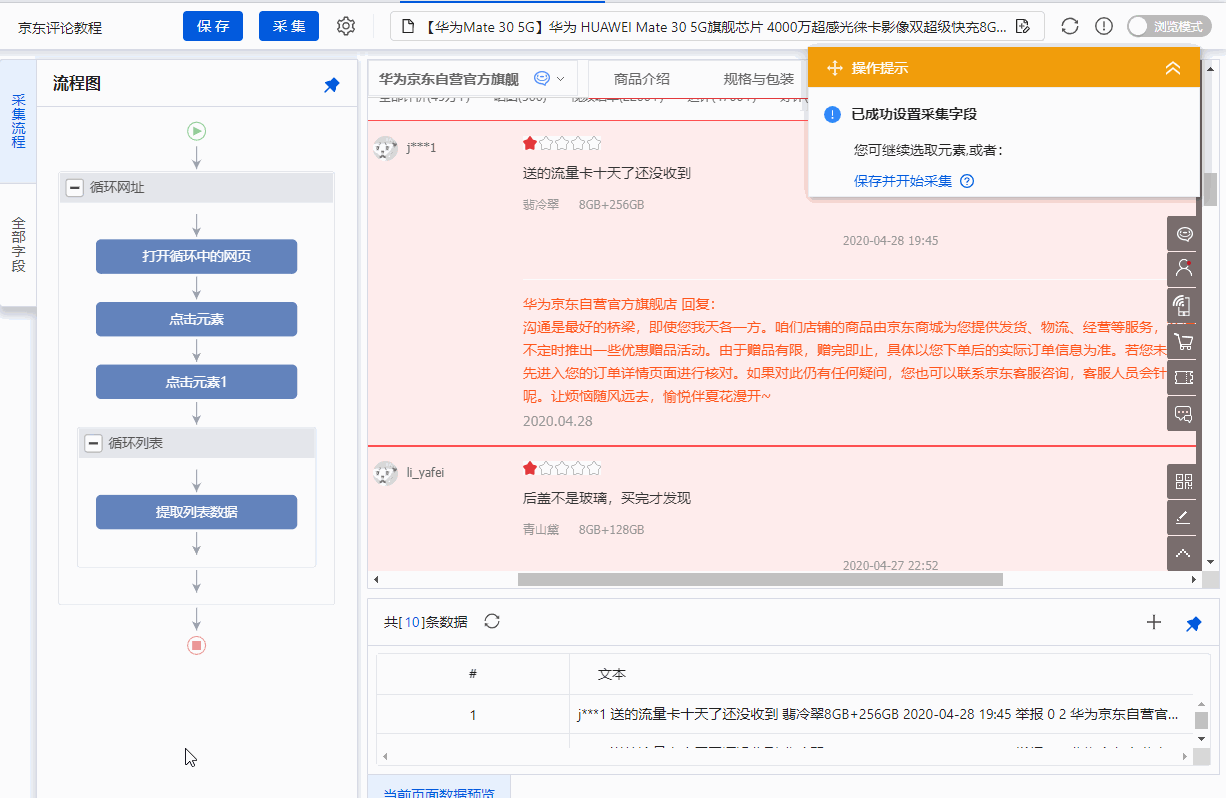 京东评论教程
保存
采集
【华为Mate 30 5G】华为 HUAWEI Mate 30 5G旗舰芯片 4000万超感光徕卡影像双超级快充8G...
浏览模式
采集流程
全部字段
流程图
循环网址
打开循环中的网页
点击元素
点击元素1
循环列表
提取列表数据
华为京东自营官方旗舰
商品介绍
规格与包装
操作提示
已成功设置采集字段
您可继续选取元素,或者：
保存并开始采集
j***1
送的流量卡十天了还没收到
翡冷翠 8GB+256GB
2020-04-28 19:45
华为京东自营官方旗舰店 回复：
沟通是最好的桥梁，即使您我天各一方。咱们店铺的商品由京东商城为您提供发货、物流、经营等服务，
不定时推出一些优惠赠品活动。由于赠品有限，赠完即止，具体以您下单后的实际订单信息为准。若您未
先进入您的订单详情页面进行核对。如果对此仍有任何疑问，您也可以联系京东客服咨询，客服人员会针
呢。让烦恼随风远去，愉悦伴夏花漫开~
2020.04.28
li_yafei
后盖不是玻璃，买完才发现
青山黛 8GB+128GB
2020-04-27 22:52
共[10]条数据
# 文本
1 j***1 送的流量卡十天了还没收到 翡冷翠8GB+256GB 2020-04-28 19:45 举报 0 2 华为京东自营官...
当前页面数据预览